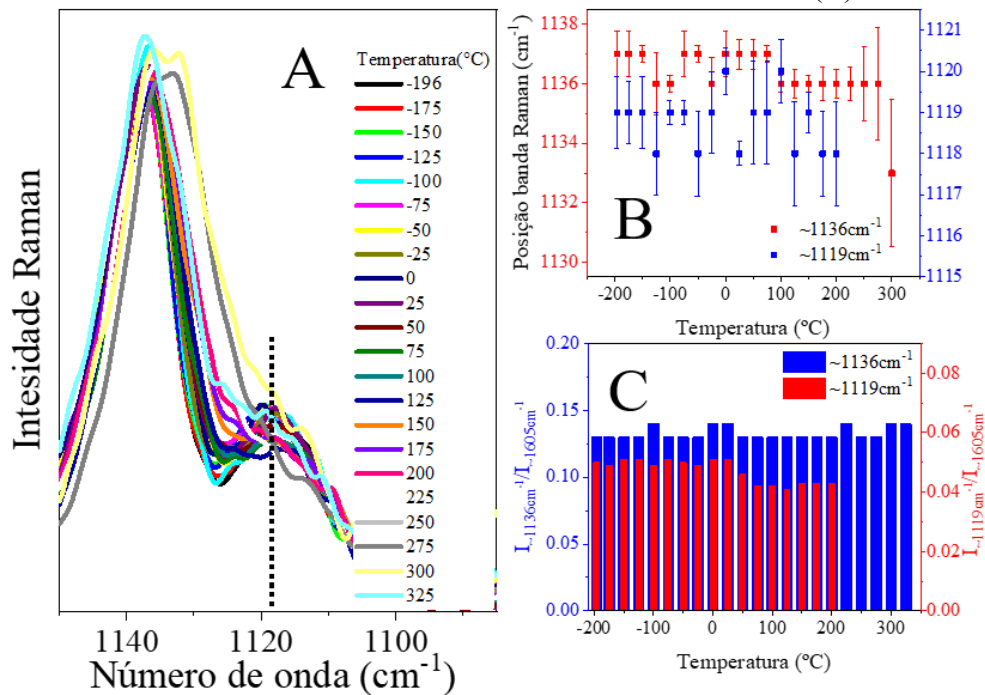 A
Intesidade Raman
Temperatura(°C)
-196
-175
-150
-125
-100
-75
-50
-25
0
25
50
75
100
125
150
175
200
225
250
275
300
325
1140 1120 1100
Número de onda (cm⁻¹)
B
Posição banda Raman (cm⁻¹)
1138
1136
1134
1132
1130
1121
1120
1119
1118
1117
1116
1115
~1136cm⁻¹
~1119cm⁻¹
-200 -100 0 100 200 300
Temperatura (ºC)
C
I~1136cm⁻¹/I~1605cm⁻¹
0.20
0.15
0.10
0.05
0.00
~1136cm⁻¹
~1119cm⁻¹
0.08
0.06
0.04
0.02
0.00
I~1119cm⁻¹/I~1605cm⁻¹
-200 -100 0 100 200 300
Temperatura (ºC)